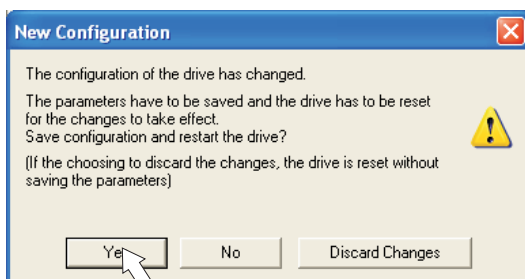 New Configuration
The configuration of the drive has changed.
The parameters have to be saved and the drive has to be reset
for the changes to take effect.
Save configuration and restart the drive?
(If the choosing to discard the changes, the drive is reset without
saving the parameters)
Yes No Discard Changes